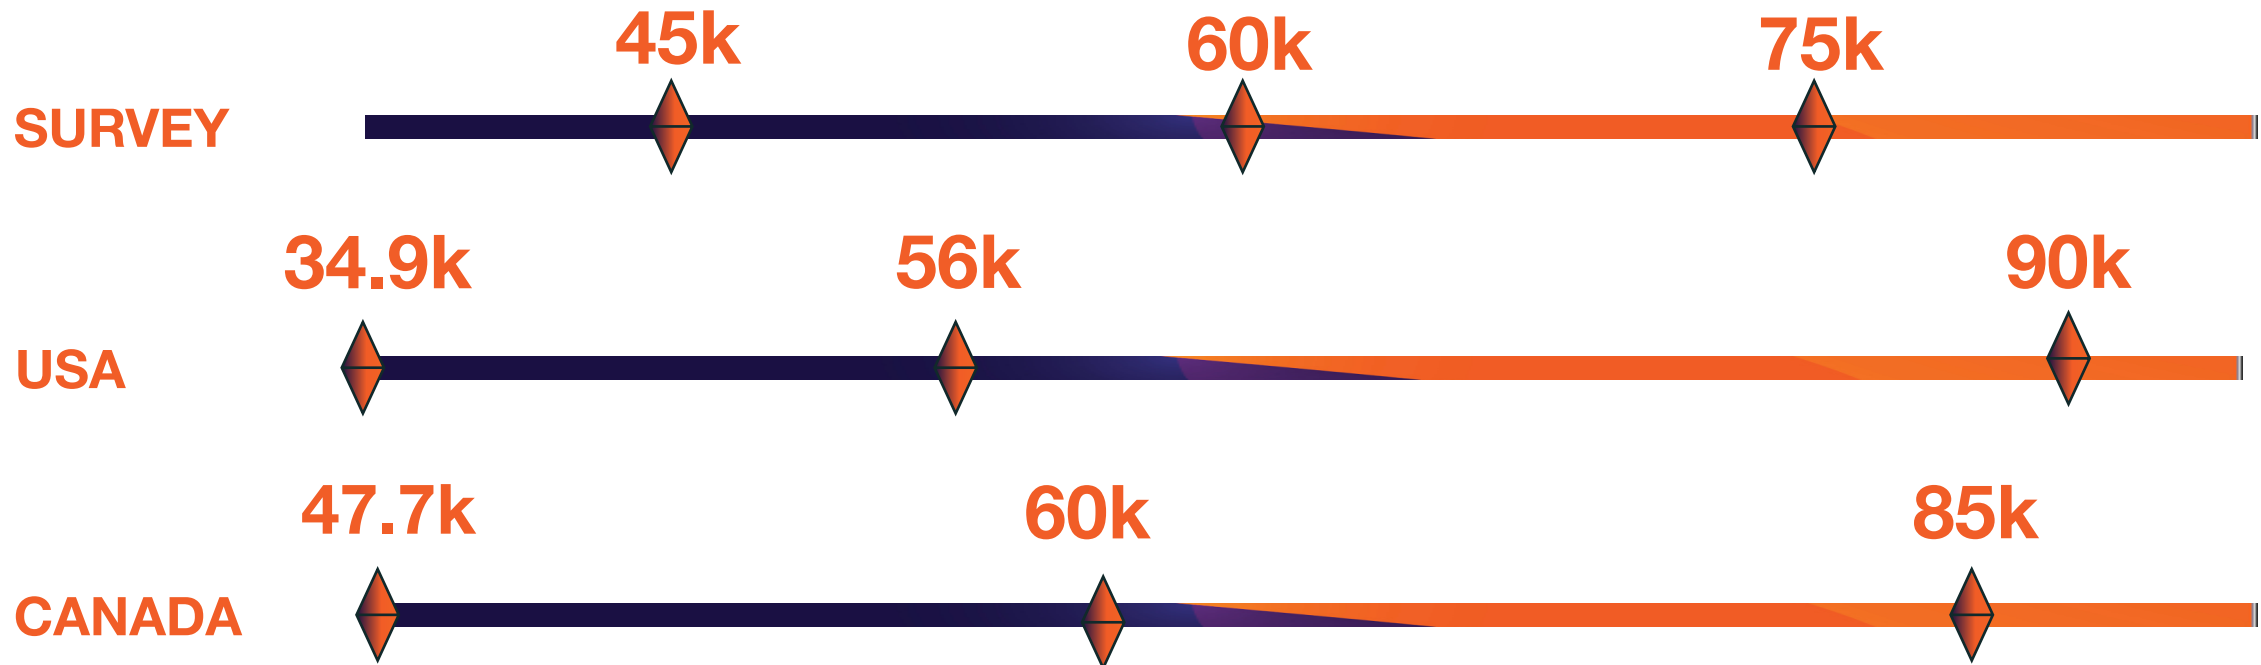 45k 60k 75k
SURVEY
34.9k 56k 90k
USA
47.7k 60k 85k
CANADA